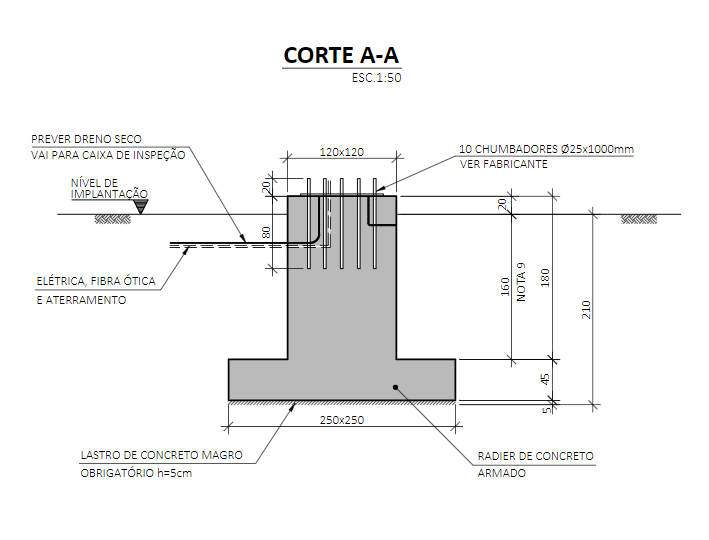 CORTE A-A
ESC.1:50
PREVER DRENO SECO
VAI PARA CAIXA DE INSPEÇÃO
120x120
10 CHUMBADORES Ø25x1000mm
VER FABRICANTE
NÍVEL DE
IMPLANTAÇÃO
20
80
20
ELÉTRICA, FIBRA ÓTICA
E ATERRAMENTO
160
NOTA 9
180
210
45
5
250x250
LASTRO DE CONCRETO MAGRO
OBRIGATÓRIO h=5cm
RADIER DE CONCRETO
ARMADO